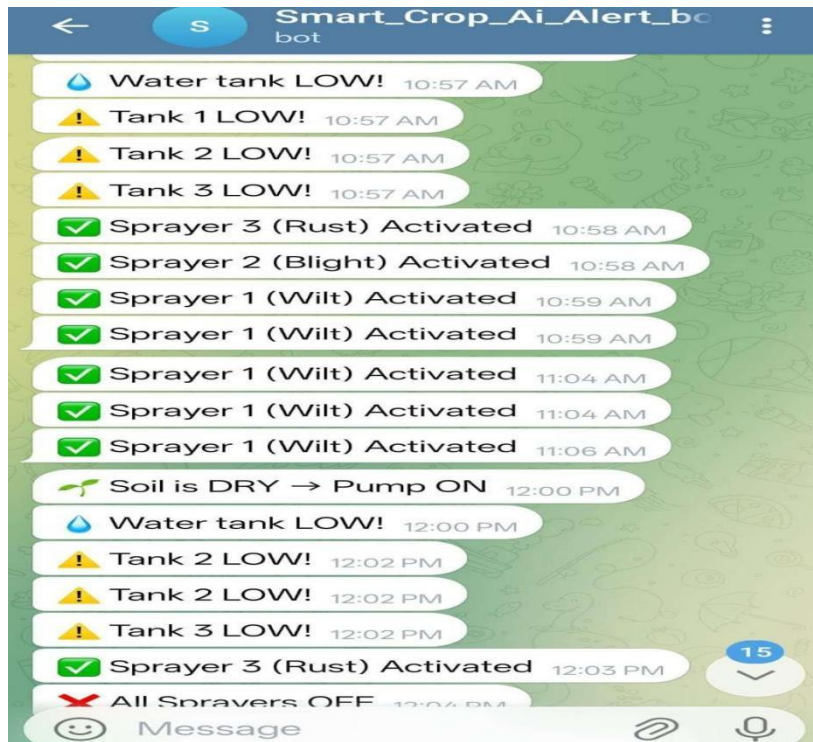 S
Smart_Crop_Ai_Alert_bo
bot
💧 Water tank LOW! 10:57 AM
⚠️ Tank 1 LOW! 10:57 AM
⚠️ Tank 2 LOW! 10:57 AM
⚠️ Tank 3 LOW! 10:57 AM
✅ Sprayer 3 (Rust) Activated 10:58 AM
✅ Sprayer 2 (Blight) Activated 10:58 AM
✅ Sprayer 1 (Wilt) Activated 10:59 AM
✅ Sprayer 1 (Wilt) Activated 10:59 AM
✅ Sprayer 1 (Wilt) Activated 11:04 AM
✅ Sprayer 1 (Wilt) Activated 11:04 AM
✅ Sprayer 1 (Wilt) Activated 11:06 AM
🌱 Soil is DRY → Pump ON 12:00 PM
💧 Water tank LOW! 12:00 PM
⚠️ Tank 2 LOW! 12:02 PM
⚠️ Tank 2 LOW! 12:02 PM
⚠️ Tank 3 LOW! 12:02 PM
✅ Sprayer 3 (Rust) Activated 12:03 PM
15
❌ All Sprayers OFF 12:04 PM
Message